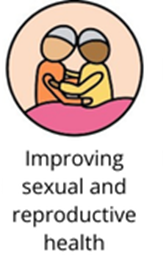 Improving
sexual and
reproductive
health